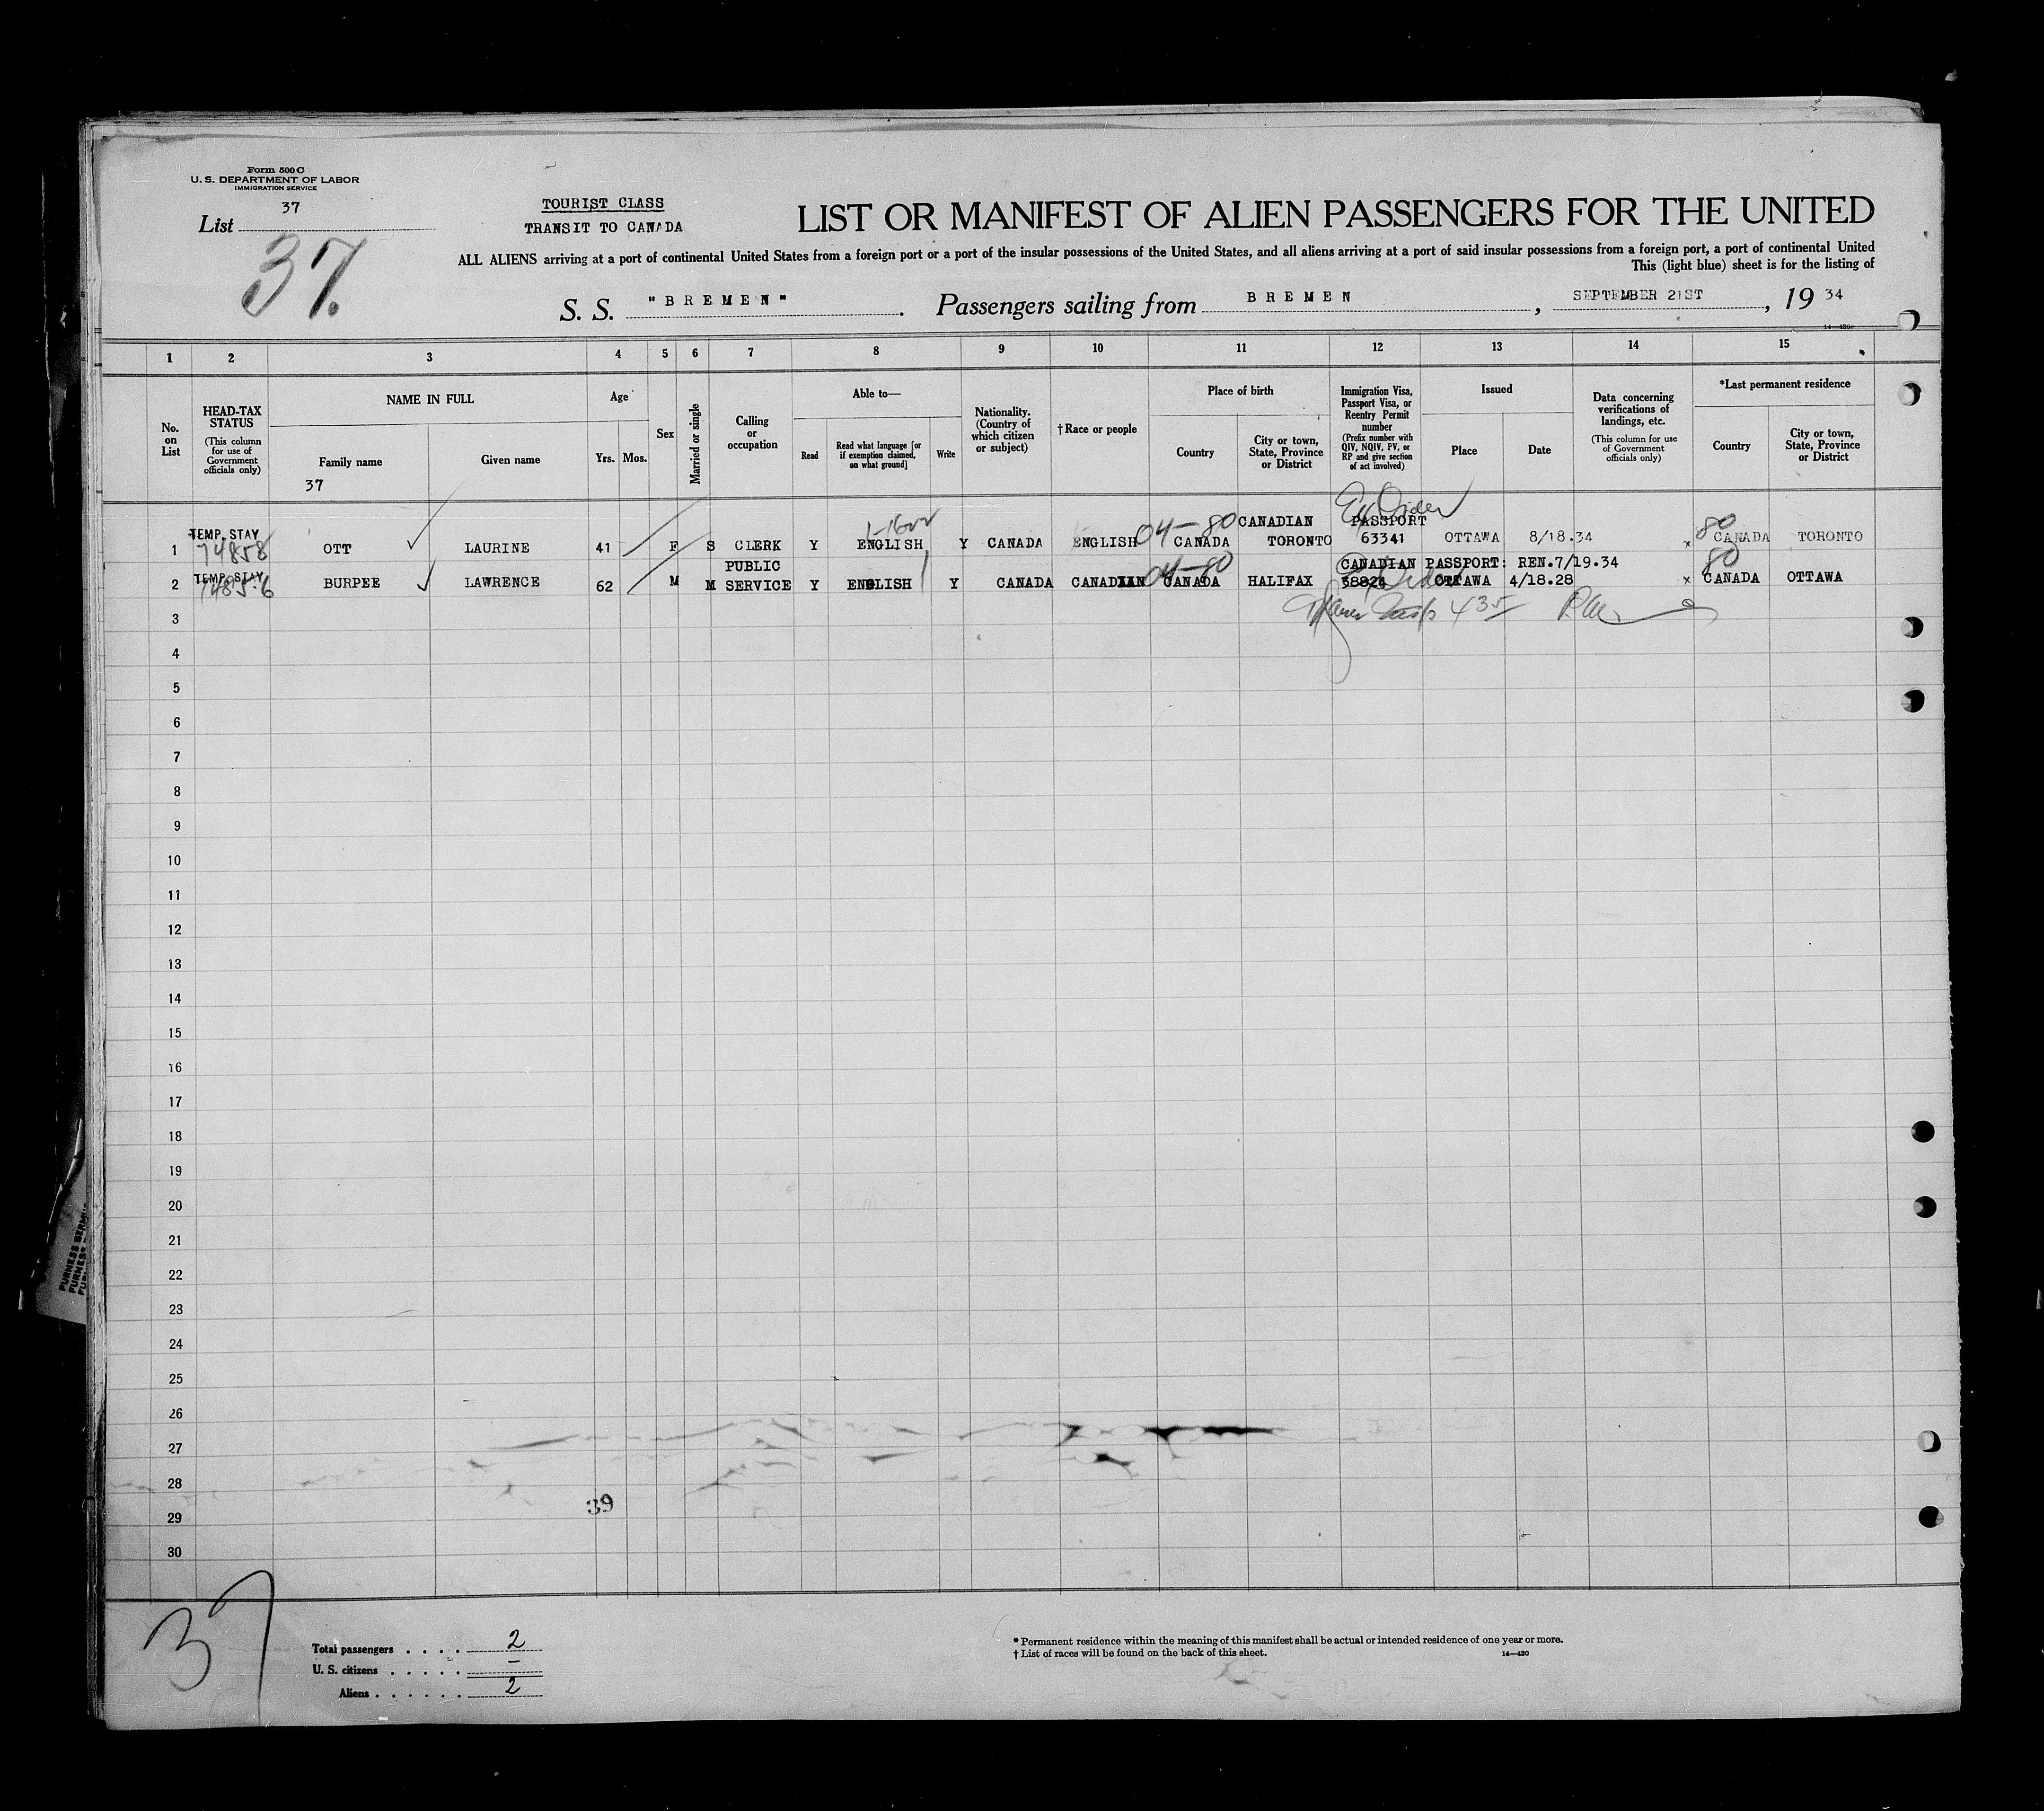 Form 500 C
U. S. DEPARTMENT OF LABOR
IMMIGRATION SERVICE
List 37
37.
TOURIST CLASS
TRANSIT TO CANADA
LIST OR MANIFEST OF ALIEN PASSENGERS FOR THE UNITED
ALL ALIENS arriving at a port of continental United States from a foreign port or a port of the insular possessions of the United States, and all aliens arriving at a port of said insular possessions from a foreign port, a port of continental United
This (light blue) sheet is for the listing of
S. S. "BREMEN". Passengers sailing from BREMEN, SEPTEMBER 21ST, 19 34
1 2 3 4 5 6 7 8 9 10 11 12 13 14 15
No. on List
HEAD-TAX STATUS
(This column for use of Government officials only)
NAME IN FULL
Family name
Given name
37
Age
Yrs. Mos.
Sex
Married or single
Calling or occupation
Able to—
Read
Read what language [or if exemption claimed, on what ground]
Write
Nationality. (Country of which citizen or subject)
†Race or people
Place of birth
Country
City or town, State, Province or District
Immigration Visa, Passport Visa, or Reentry Permit number
(Prefix number with QIV, NQIV, PV, or RP and give section of act involved)
Issued
Place
Date
Data concerning verifications of landings, etc.
(This column for use of Government officials only)
*Last permanent residence
Country
City or town, State, Province or District
TEMP. STAY 04—80 CANADIAN PASSPORT 80
1 74858 OTT LAURINE 41 F S CLERK Y ENGLISH Y CANADA ENGLISH CANADA TORONTO 63341 OTTAWA 8/18.34 x CANADA TORONTO
TEMP. STAY PUBLIC 04—80 CANADIAN PASSPORT: REN.7/19.34 80
2 BURPEE LAWRENCE 62 M M SERVICE Y ENGLISH Y CANADA CANADIAN CANADA HALIFAX 38824 OTTAWA 4/18.28 x CANADA OTTAWA
435
3
4
5
6
7
8
9
10
11
12
13
14
15
16
17
18
19
20
21
22
23
24
25
26
27
28
39
29
30
37
Total passengers . . . . 2
U. S. citizens . . . . . —
Aliens . . . . . . 2
* Permanent residence within the meaning of this manifest shall be actual or intended residence of one year or more.
† List of races will be found on the back of this sheet.
14—430